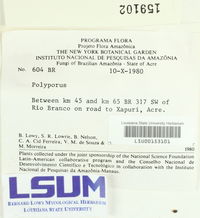 159102
PROGRAMA FLORA
Projeto Flora Amazônica
THE NEW YORK BOTANICAL GARDEN
INSTITUTO NACIONAL DE PESQUISAS DA AMAZÔNIA
Fungi of Brazilian Amazônia - State of Acre
No. 604 BR 10-X-1980
Polyporus
Between km 45 and km 65 BR 317 SW of
Rio Branco on road to Xapuri, Acre.
Louisiana State University Herbarium
LSU00153101
B. Lowy, S. R. Lowrie, B. Nelson,
C. A. Cid Ferreira, V. M. de Souza &
M. Moreira
1980
Plants collected under the joint sponsorship of the National Science Foundation
Latin-American collaboration program and the Conselho Nacional de
Desenvolvimento Científico e Tecnológico in collaboration with the Instituto
Nacional de Pesquisas da Amazônia-Manaus.
LSUM
BERNARD LOWY MYCOLOGICAL HERBARIUM
LOUISIANA STATE UNIVERSITY